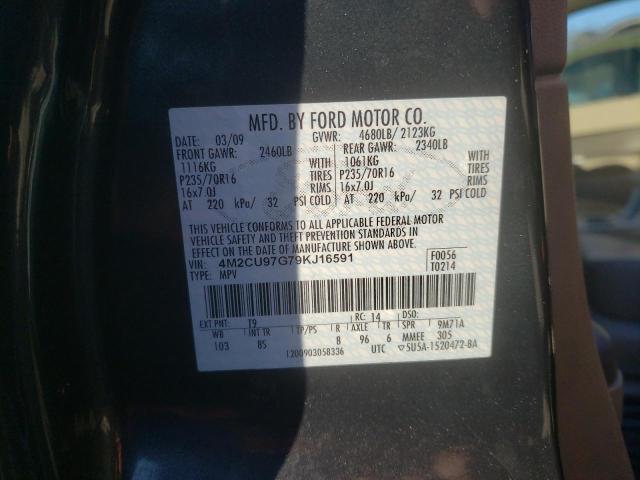 MFD. BY FORD MOTOR CO.
DATE: 03/09 GVWR: 4680LB/ 2123KG
FRONT GAWR: 2460LB REAR GAWR: 2340LB
1116KG WITH 1061KG WITH
P235/70R16 TIRES P235/70R16 TIRES
16x7.0J RIMS 16x7.0J RIMS
AT 220 kPa/ 32 PSI COLD AT 220 kPa/ 32 PSI COLD
THIS VEHICLE CONFORMS TO ALL APPLICABLE FEDERAL MOTOR
VEHICLE SAFETY AND THEFT PREVENTION STANDARDS IN
EFFECT ON THE DATE OF MANUFACTURE SHOWN ABOVE.
VIN: 4M2CU97G79KJ16591 F0056
TYPE: MPV T0214
EXT PNT: T9 RC: 14 DSO:
WB INT TR TP/PS R AXLE TR SPR 9M71A
103 85 8 96 6 MMEE 305
1200903058336 UTC ▽5U5A-1520472-BA